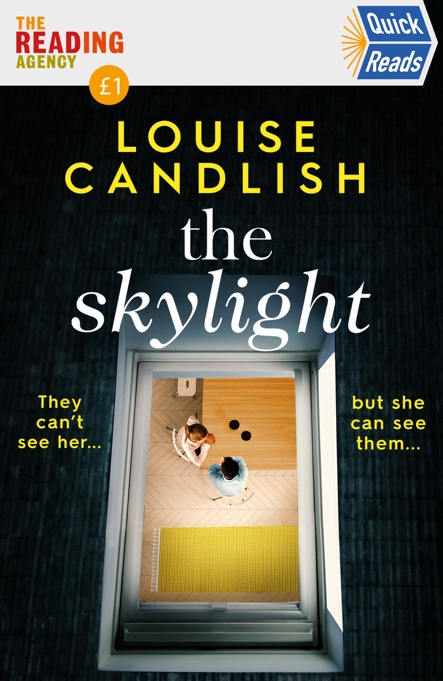 THE
READING
AGENCY
Quick
Reads
£1
LOUISE
CANDLISH
the
skylight
They
can't
see her...
but she
can see
them...